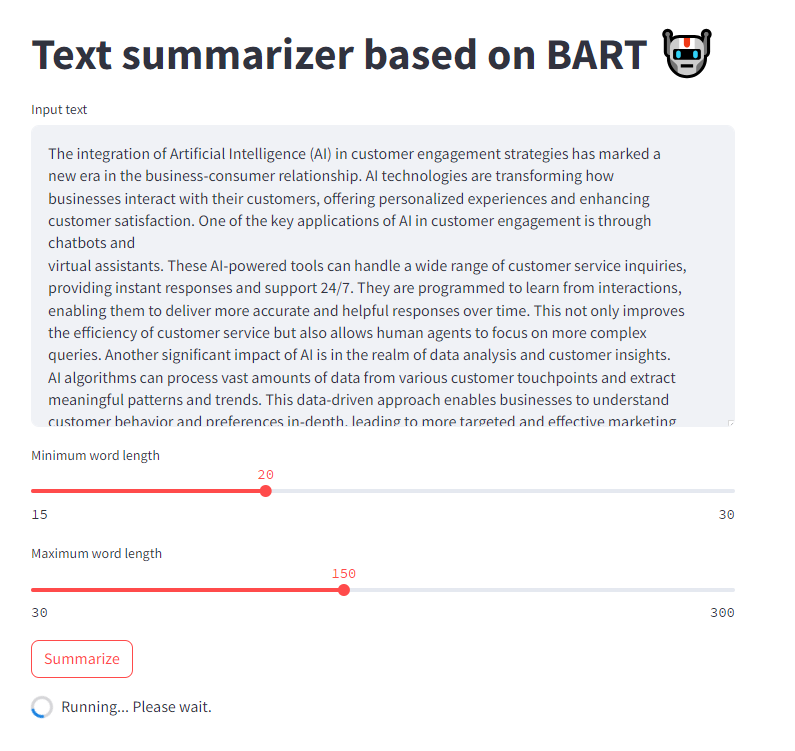 Text summarizer based on BART
Input text
The integration of Artificial Intelligence (AI) in customer engagement strategies has marked a
new era in the business-consumer relationship. AI technologies are transforming how
businesses interact with their customers, offering personalized experiences and enhancing
customer satisfaction. One of the key applications of AI in customer engagement is through
chatbots and
virtual assistants. These AI-powered tools can handle a wide range of customer service inquiries,
providing instant responses and support 24/7. They are programmed to learn from interactions,
enabling them to deliver more accurate and helpful responses over time. This not only improves
the efficiency of customer service but also allows human agents to focus on more complex
queries. Another significant impact of AI is in the realm of data analysis and customer insights.
AI algorithms can process vast amounts of data from various customer touchpoints and extract
meaningful patterns and trends. This data-driven approach enables businesses to understand
customer behavior and preferences in-depth, leading to more targeted and effective marketing
Minimum word length
20
15 30
Maximum word length
150
30 300
Summarize
Running... Please wait.